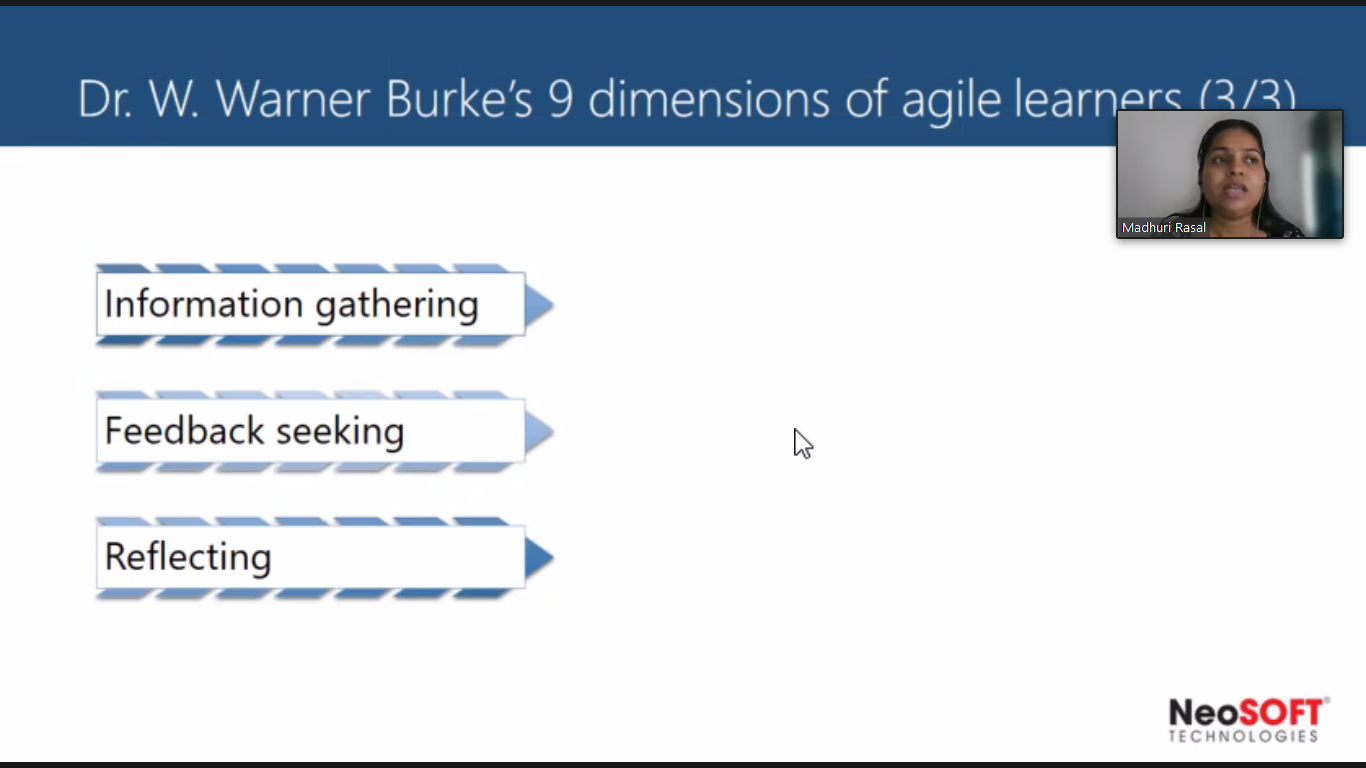 Dr. W. Warner Burke’s 9 dimensions of agile learners (3/3)
Madhuri Rasal
Information gathering
Feedback seeking
Reflecting
NeoSOFT
TECHNOLOGIES